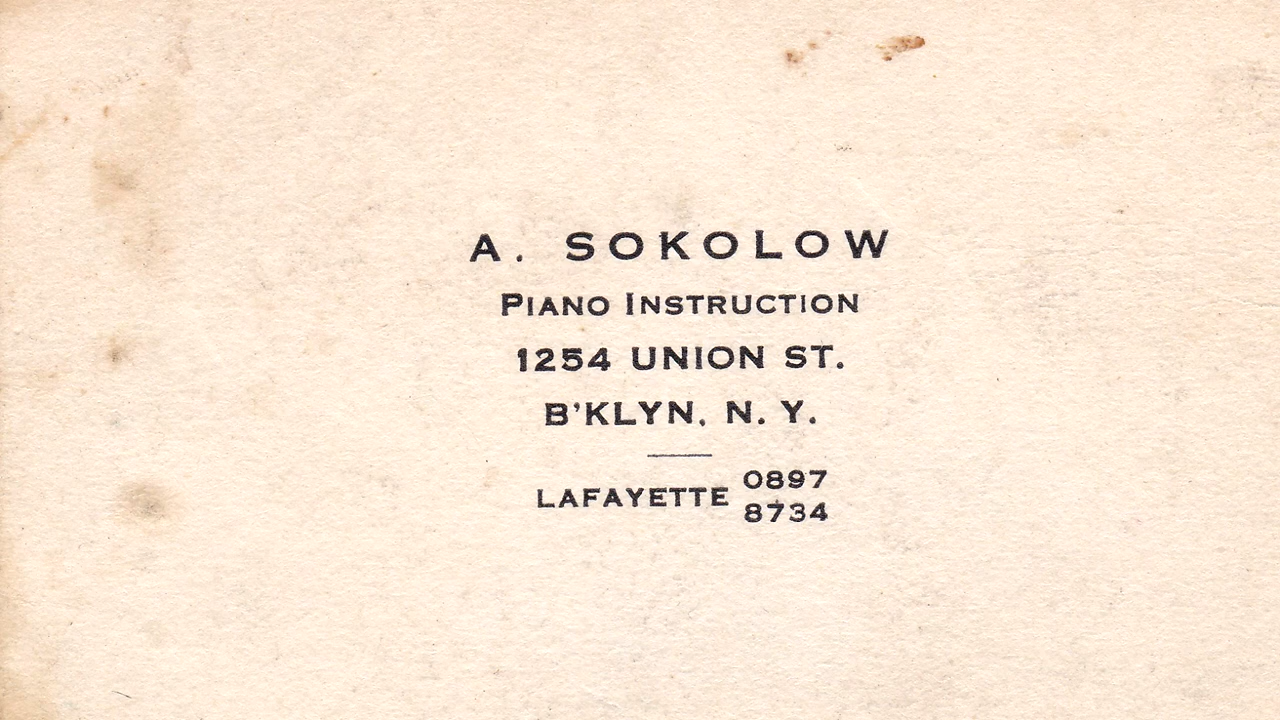 A. SOKOLOW
PIANO INSTRUCTION
1254 UNION ST.
B'KLYN, N. Y.
LAFAYETTE 0897
8734